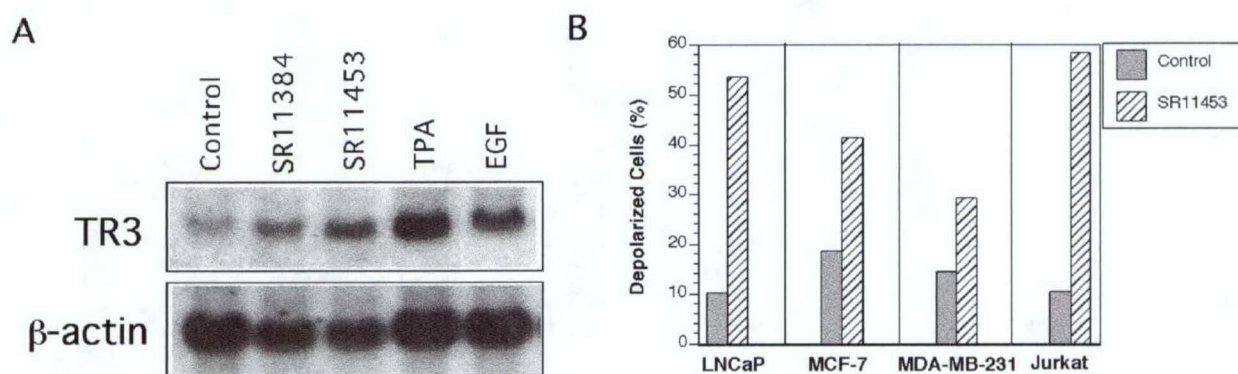 A
Control
SR11384
SR11453
TPA
EGF
TR3
β-actin
B
Depolarized Cells (%)
60
50
40
30
20
10
0
LNCaP
MCF-7
MDA-MB-231
Jurkat
Control
SR11453